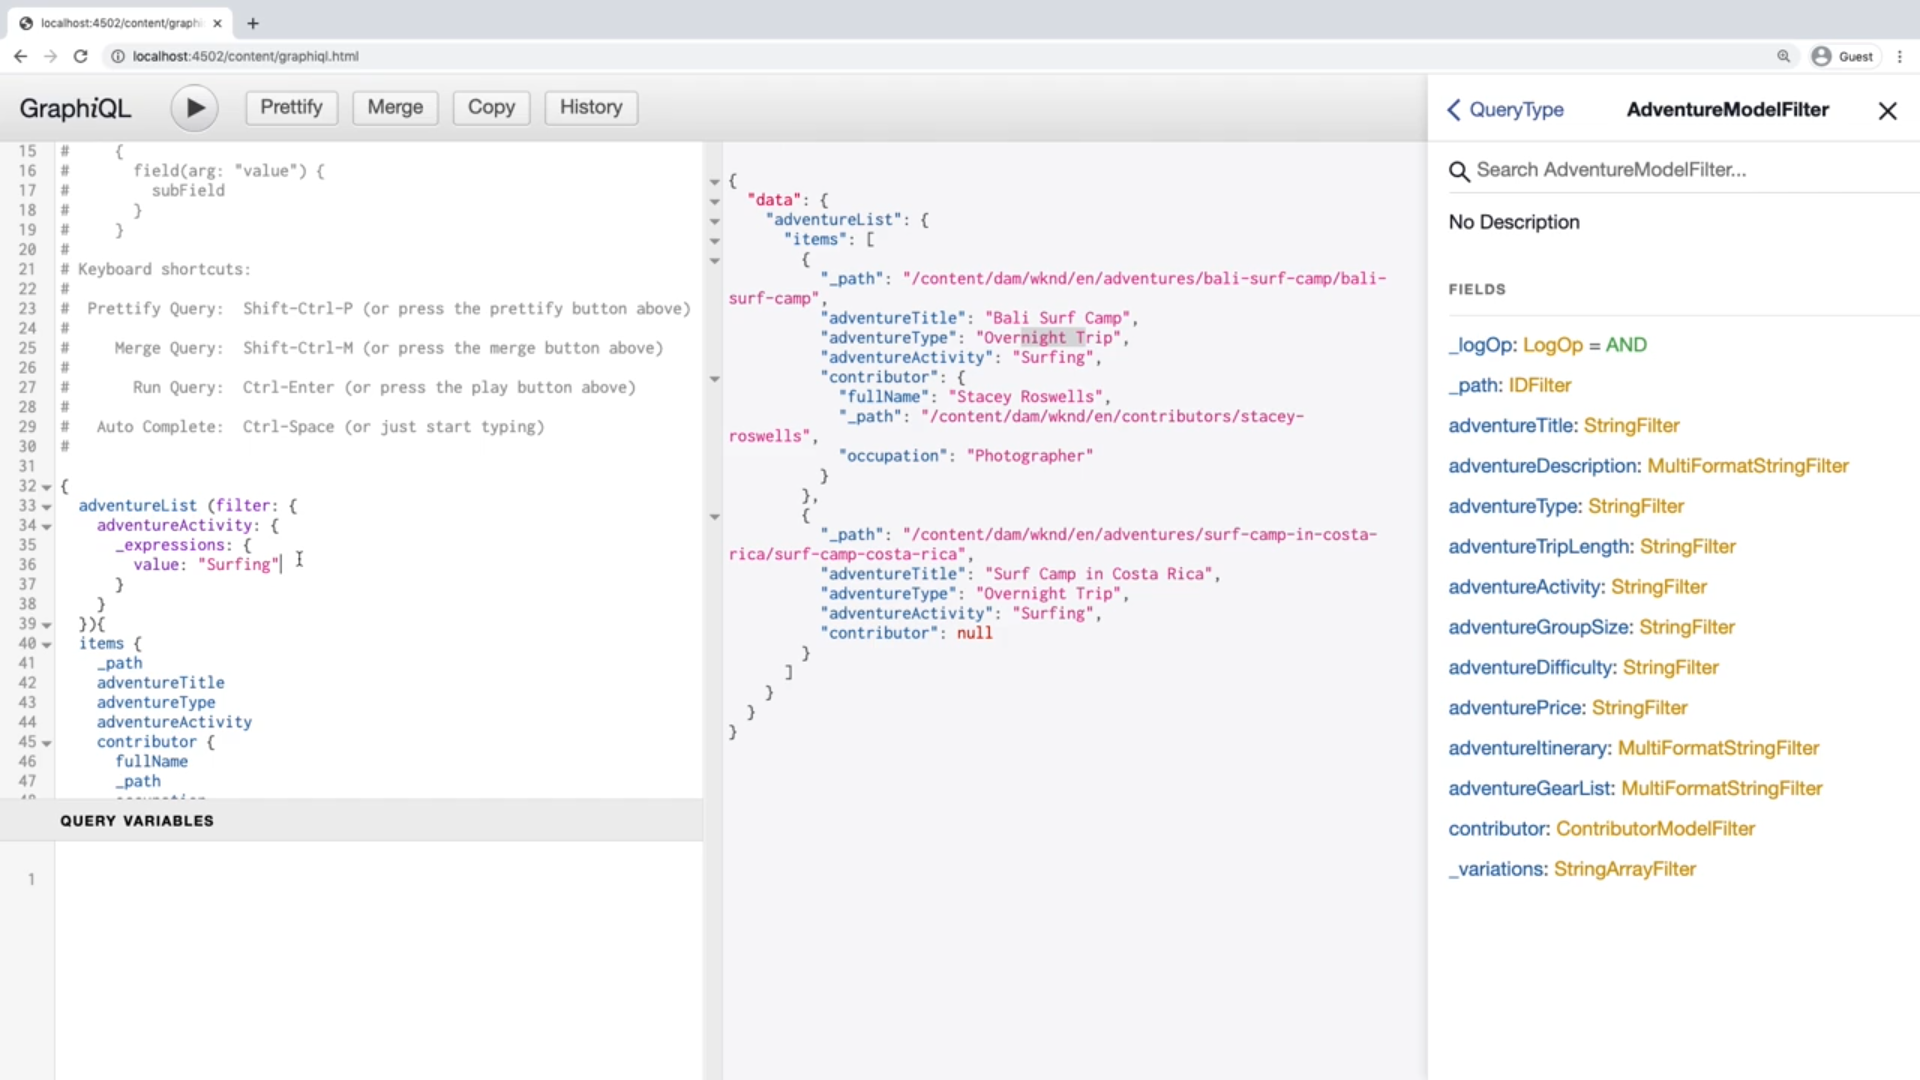 localhost:4502/content/graphi
localhost:4502/content/graphiql.html
Guest
GraphiQL
Prettify
Merge
Copy
History
15 # {
16 # field(arg: "value") {
17 # subField
18 # }
19 # }
20 #
21 # Keyboard shortcuts:
22 #
23 # Prettify Query: Shift-Ctrl-P (or press the prettify button above)
24 #
25 # Merge Query: Shift-Ctrl-M (or press the merge button above)
26 #
27 # Run Query: Ctrl-Enter (or press the play button above)
28 #
29 # Auto Complete: Ctrl-Space (or just start typing)
30 #
31
32 {
33 adventureList (filter: {
34 adventureActivity: {
35 _expressions: {
36 value: "Surfing"
37 }
38 }
39 }){
40 items {
41 _path
42 adventureTitle
43 adventureType
44 adventureActivity
45 contributor {
46 fullName
47 _path
QUERY VARIABLES
1
{
"data": {
"adventureList": {
"items": [
{
"_path": "/content/dam/wknd/en/adventures/bali-surf-camp/bali-
surf-camp",
"adventureTitle": "Bali Surf Camp",
"adventureType": "Overnight Trip",
"adventureActivity": "Surfing",
"contributor": {
"fullName": "Stacey Roswells",
"_path": "/content/dam/wknd/en/contributors/stacey-
roswells",
"occupation": "Photographer"
}
},
{
"_path": "/content/dam/wknd/en/adventures/surf-camp-in-costa-
rica/surf-camp-costa-rica",
"adventureTitle": "Surf Camp in Costa Rica",
"adventureType": "Overnight Trip",
"adventureActivity": "Surfing",
"contributor": null
}
]
}
}
}
QueryType
AdventureModelFilter
Search AdventureModelFilter...
No Description
FIELDS
_logOp: LogOp = AND
_path: IDFilter
adventureTitle: StringFilter
adventureDescription: MultiFormatStringFilter
adventureType: StringFilter
adventureTripLength: StringFilter
adventureActivity: StringFilter
adventureGroupSize: StringFilter
adventureDifficulty: StringFilter
adventurePrice: StringFilter
adventureItinerary: MultiFormatStringFilter
adventureGearList: MultiFormatStringFilter
contributor: ContributorModelFilter
_variations: StringArrayFilter